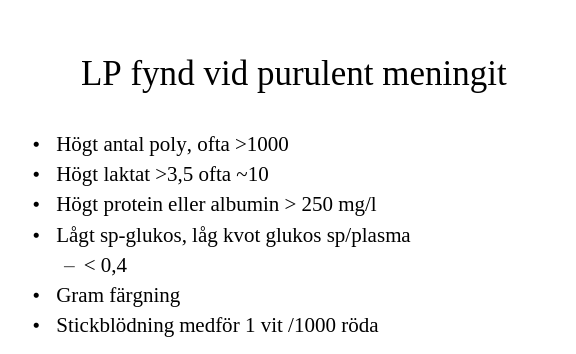 LP fynd vid purulent meningit
• Högt antal poly, ofta >1000
• Högt laktat >3,5 ofta ~10
• Högt protein eller albumin > 250 mg/l
• Lågt sp-glukos, låg kvot glukos sp/plasma
– < 0,4
• Gram färgning
• Stickblödning medför 1 vit /1000 röda